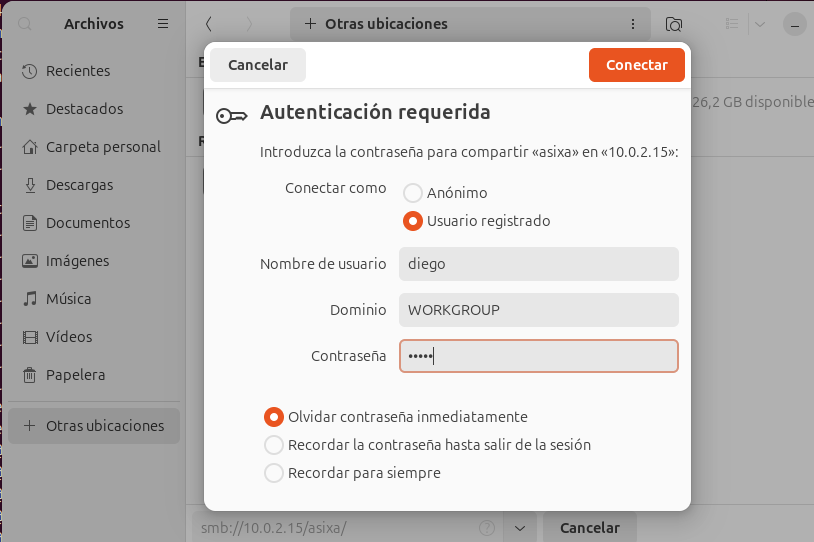 Archivos
Otras ubicaciones
Cancelar
Conectar
Autenticación requerida
Introduzca la contraseña para compartir «asixa» en «10.0.2.15»:
Conectar como
Anónimo
Usuario registrado
Nombre de usuario
diego
Dominio
WORKGROUP
Contraseña
•••••
Olvidar contraseña inmediatamente
Recordar la contraseña hasta salir de la sesión
Recordar para siempre
Recientes
Destacados
Carpeta personal
Descargas
Documentos
Imágenes
Música
Vídeos
Papelera
Otras ubicaciones
26,2 GB disponible
smb://10.0.2.15/asixa/
Cancelar